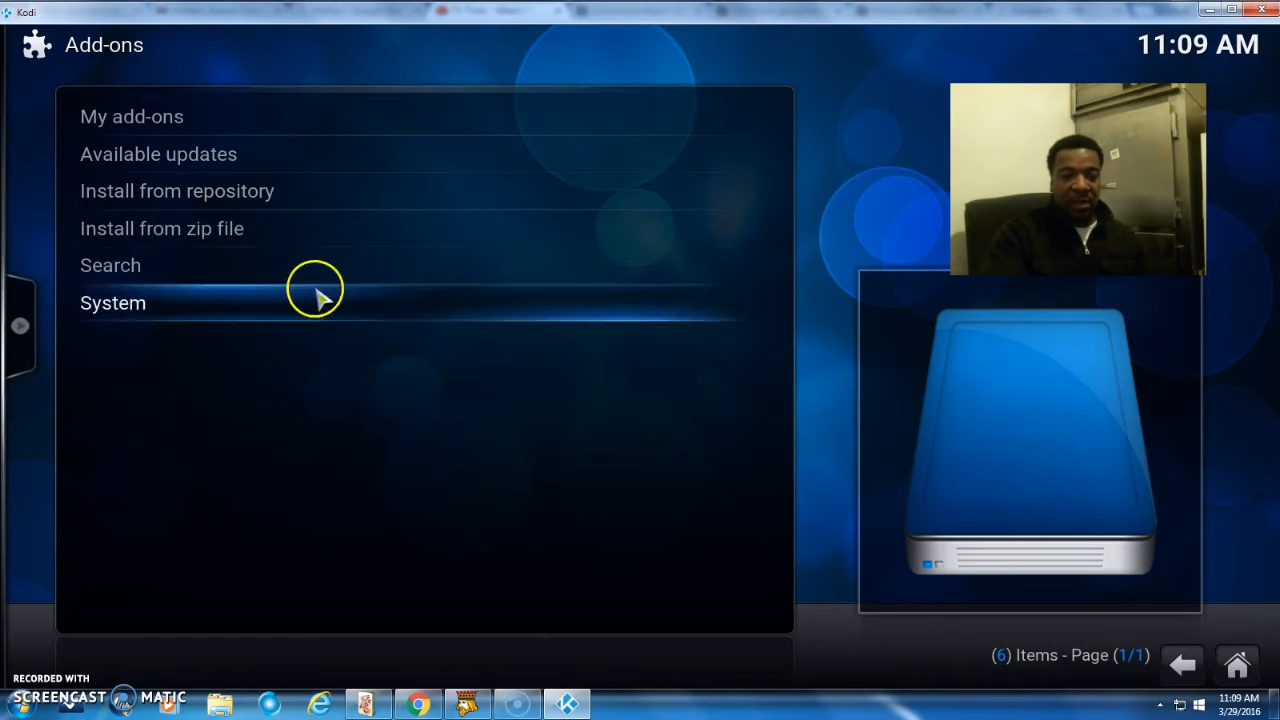 Kodi
Add-ons
11:09 AM
My add-ons
Available updates
Install from repository
Install from zip file
Search
System
(6) Items - Page (1/1)
RECORDED WITH
SCREENCAST MATIC
11:09 AM
3/29/2016